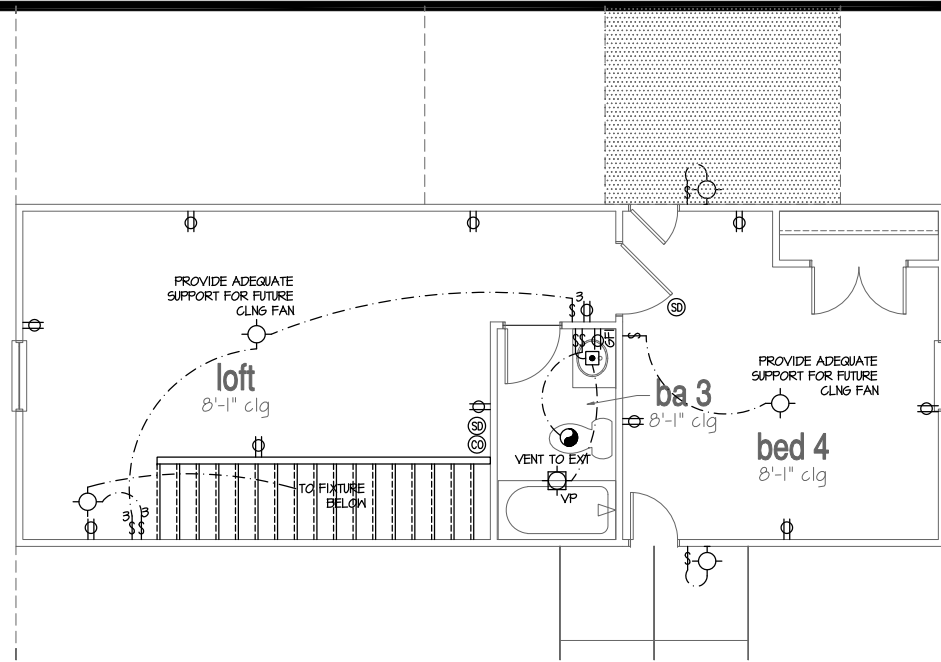 PROVIDE ADEQUATE
SUPPORT FOR FUTURE
CLNG FAN
3
$
$
SD
$$
GFI
$
loft
8'-1" clg
PROVIDE ADEQUATE
SUPPORT FOR FUTURE
CLNG FAN
ba 3
8'-1" clg
SD
CO
bed 4
8'-1" clg
VENT TO EXT
VP
TO FIXTURE
BELOW
3
3
$$
$